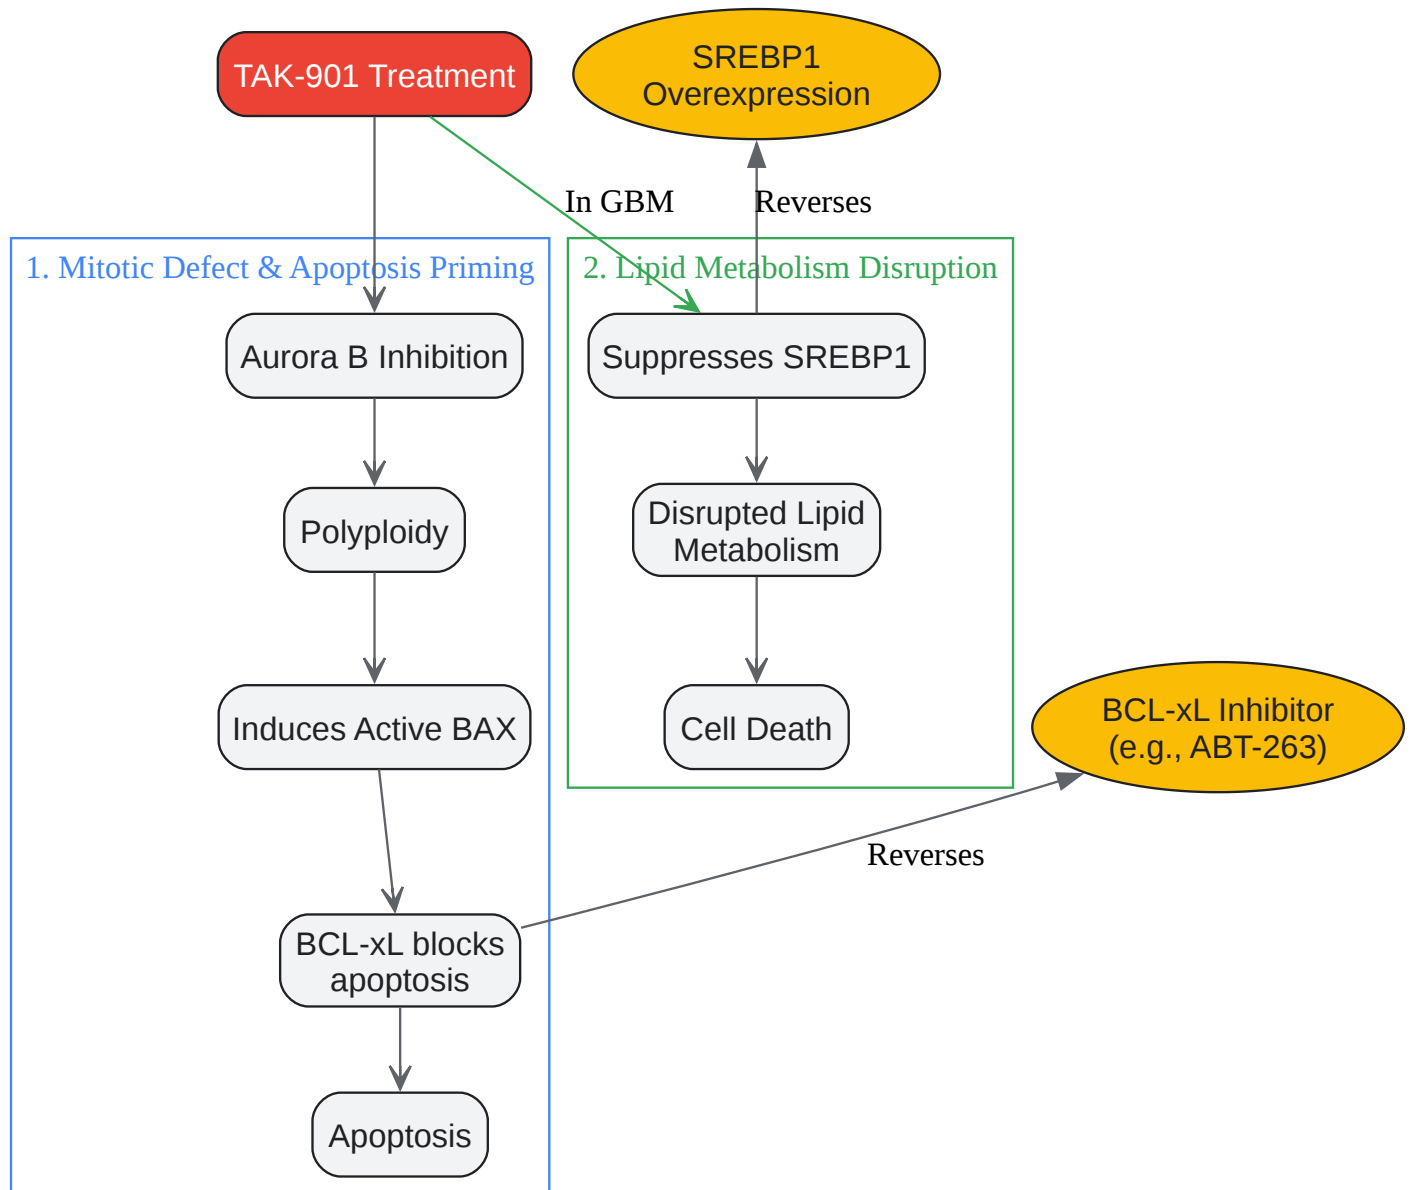 TAK-901 Treatment
SREBP1
Overexpression
In GBM
Reverses
1. Mitotic Defect & Apoptosis Priming
2. Lipid Metabolism Disruption
Aurora B Inhibition
Suppresses SREBP1
Polyploidy
Disrupted Lipid
Metabolism
Induces Active BAX
Cell Death
BCL-xL Inhibitor
(e.g., ABT-263)
Reverses
BCL-xL blocks
apoptosis
Apoptosis